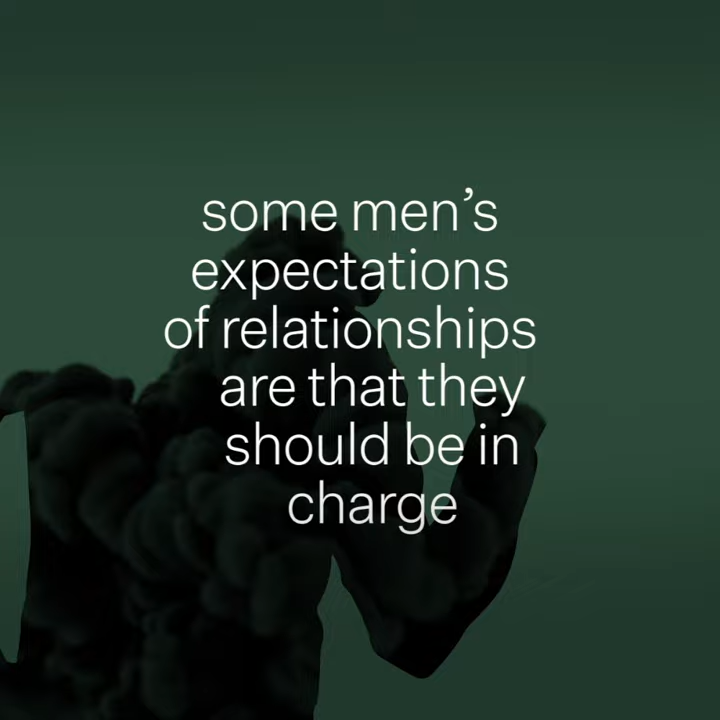 some men’s
expectations
of relationships
are that they
should be in
charge